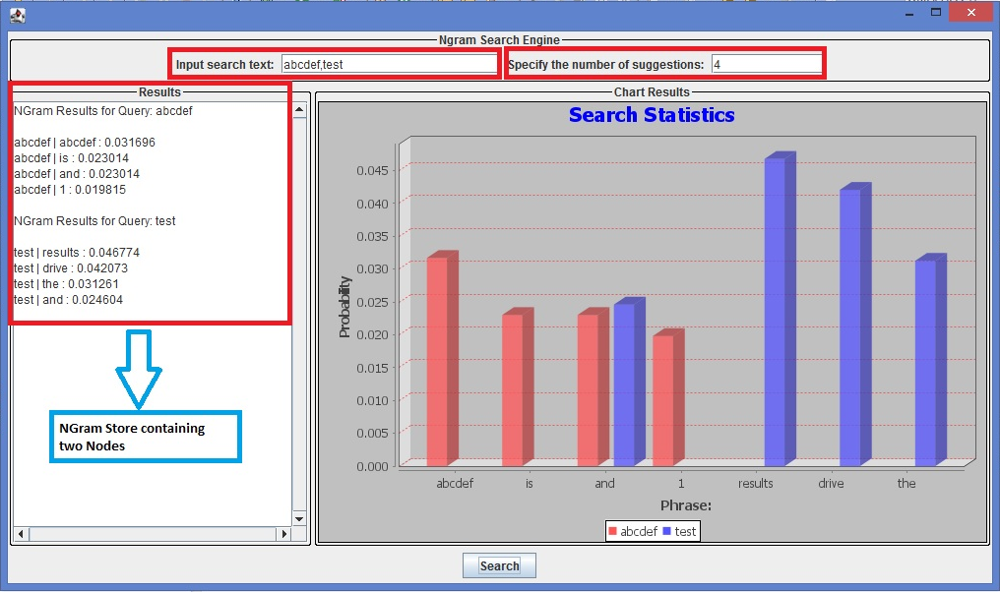 Ngram Search Engine
Input search text: abcdef,test Specify the number of suggestions: 4
Results
NGram Results for Query: abcdef
abcdef | abcdef : 0.031696
abcdef | is : 0.023014
abcdef | and : 0.023014
abcdef | 1 : 0.019815
NGram Results for Query: test
test | results : 0.046774
test | drive : 0.042073
test | the : 0.031261
test | and : 0.024604
NGram Store containing
two Nodes
Chart Results
Search Statistics
Probability
0.045
0.040
0.035
0.030
0.025
0.020
0.015
0.010
0.005
0.000
abcdef is and 1 results drive the
Phrase:
abcdef test
Search